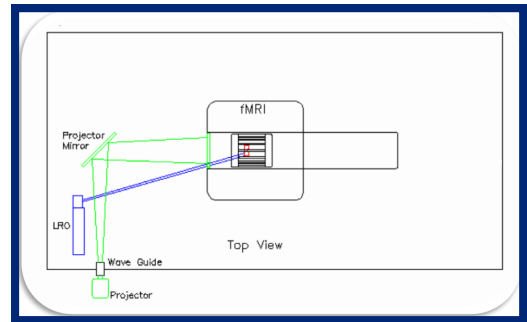 fMRI
Projector
Mirror
LRO
Top View
Wave Guide
Projector